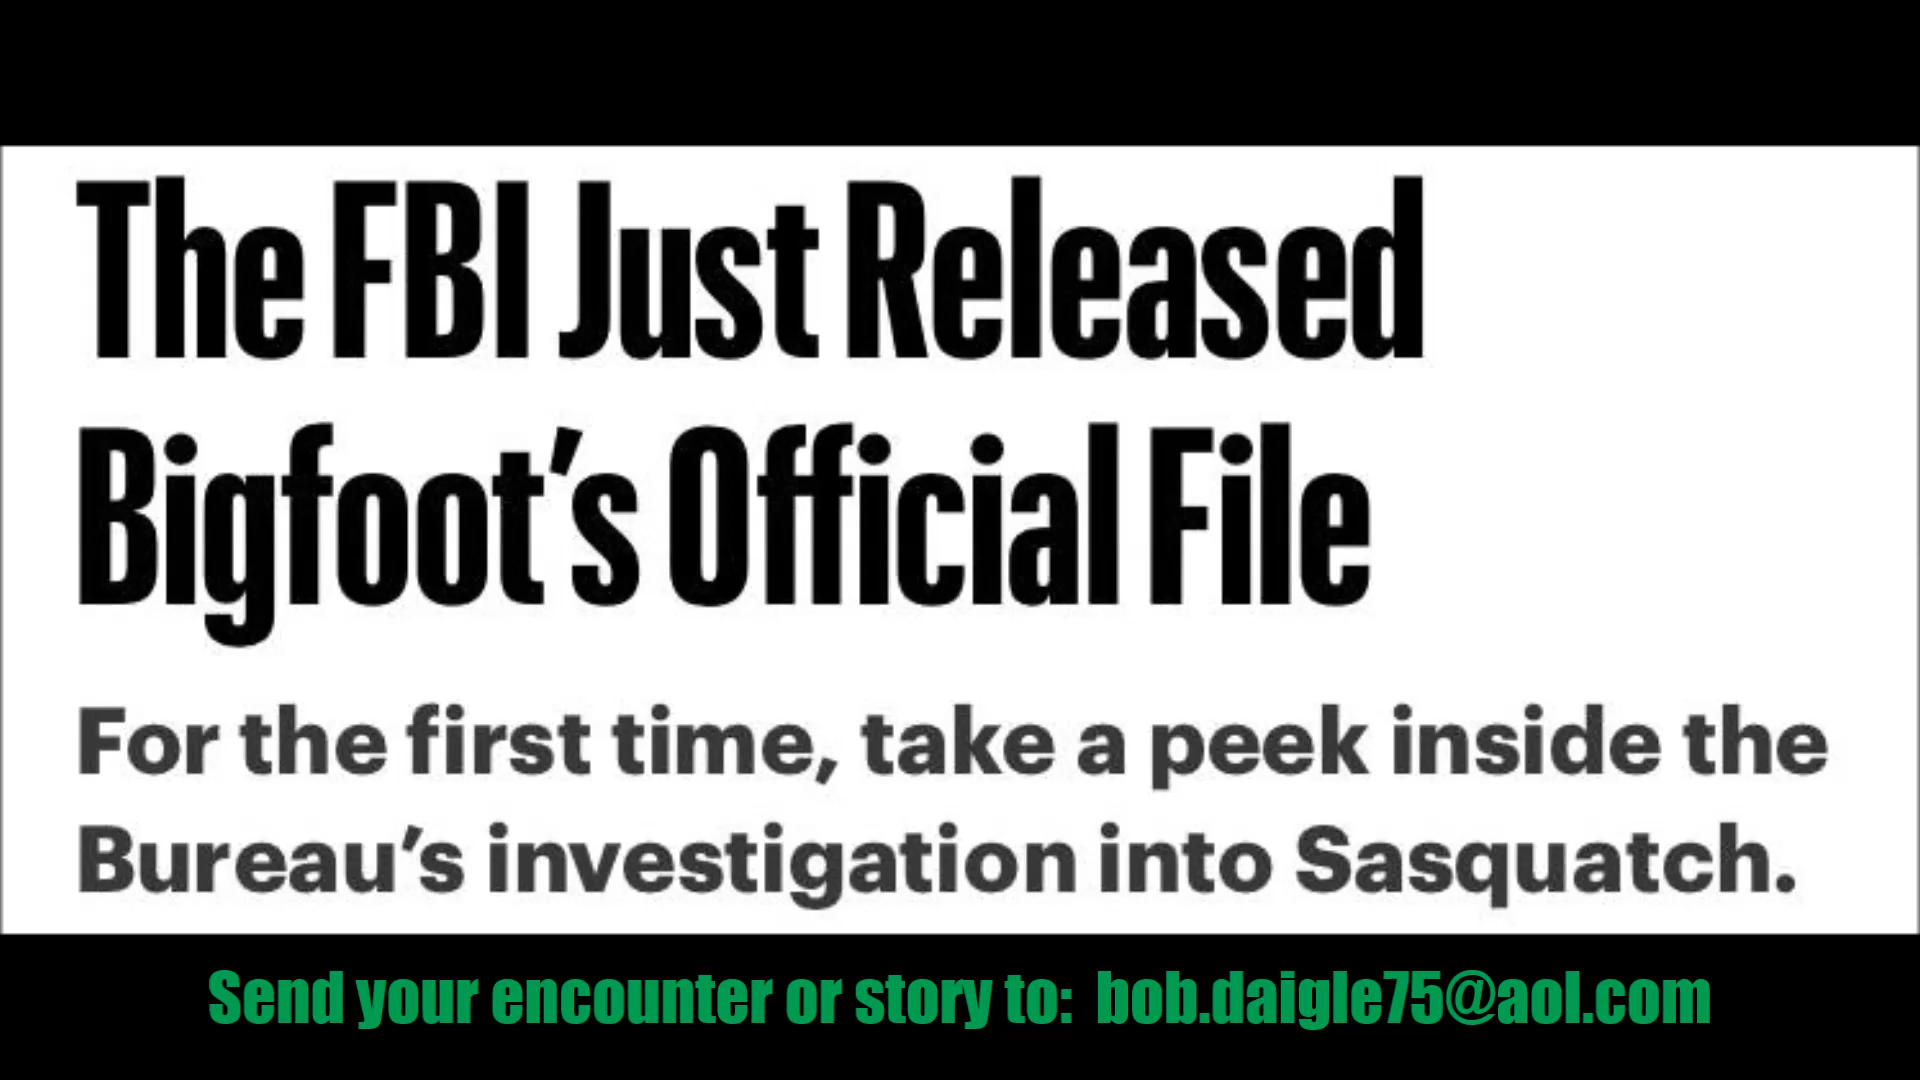 The FBI Just Released
Bigfoot’s Official File
For the first time, take a peek inside the
Bureau’s investigation into Sasquatch.
Send your encounter or story to: bob.daigle75@aol.com